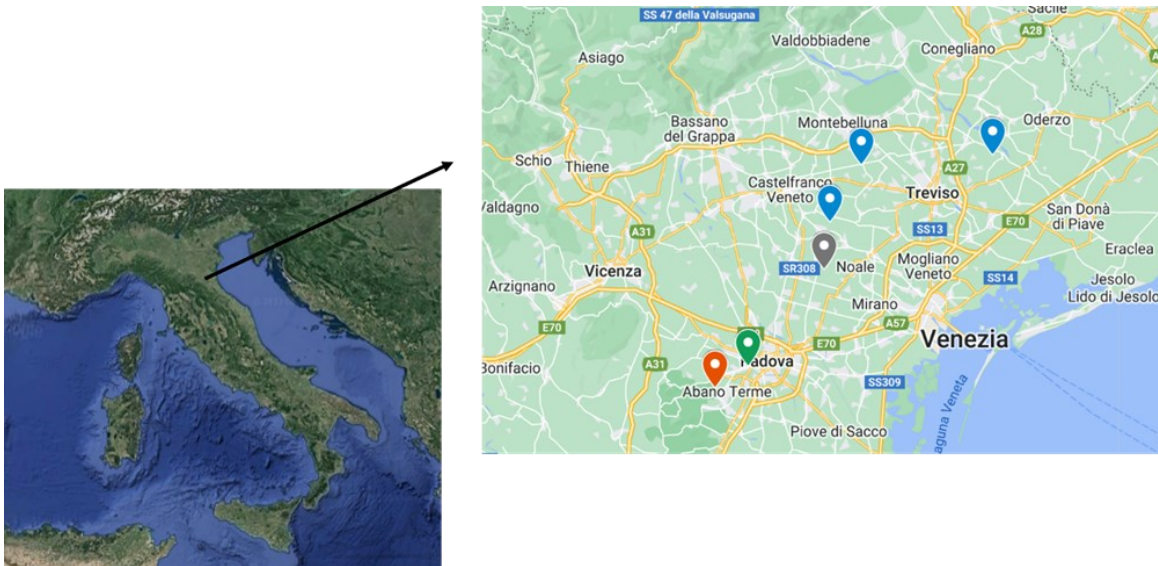 SS 47 della Valsugana
Sacile
A28
Valdobbiadene
Conegliano
Asiago
Bassano
del Grappa
Montebelluna
Oderzo
Schio
Thiene
A27
Castelfranco
Veneto
Treviso
Valdagno
San Donà
di Piave
E70
A31
SS13
Eraclea
Vicenza
SR308
Noale
Mogliano
Veneto
SS14
Jesolo
Arzignano
Mirano
Lido di Jesolo
E70
A57
Venezia
E70
Padova
A31
Bonifacio
Abano Terme
SS309
Piove di Sacco
aguna Veneta